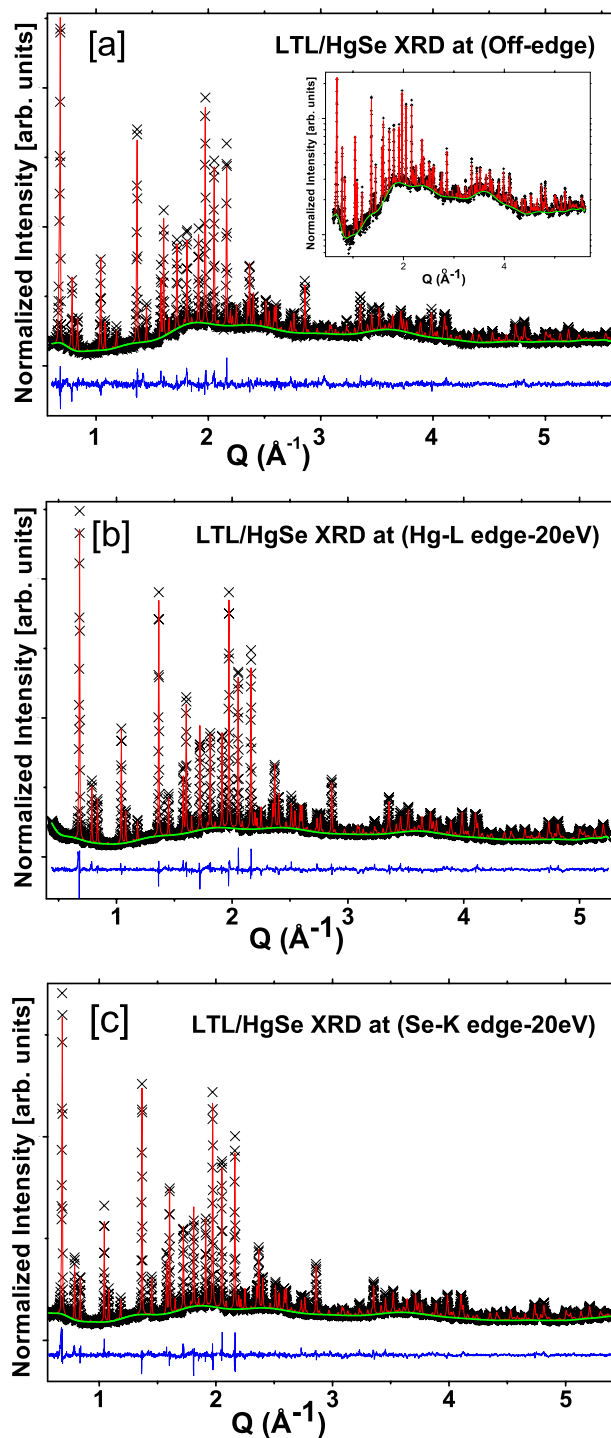 [a]
LTL/HgSe XRD at (Off-edge)
Normalized Intensity [arb. units]
Normalized Intensity [arb. units]
2 4
Q (Å-1)
1 2 3 4 5
Q (Å-1)
[b]
LTL/HgSe XRD at (Hg-L edge-20eV)
Normalized Intensity [arb. units]
1 2 3 4 5
Q (Å-1)
[c]
LTL/HgSe XRD at (Se-K edge-20eV)
Normalized Intensity [arb. units]
1 2 3 4 5
Q (Å-1)